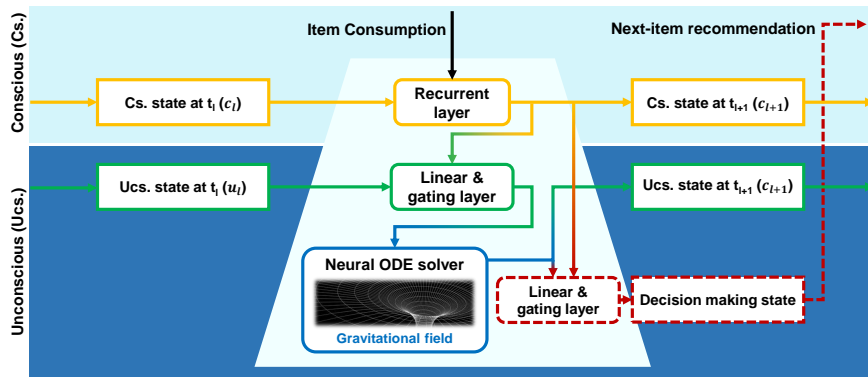 Conscious (Cs.)
Item Consumption
Next-item recommendation
Cs. state at tₗ (𝑐ₗ)
Recurrent
layer
Cs. state at tₗ₊₁ (𝑐ₗ₊₁)
Unconscious (Ucs.)
Ucs. state at tₗ (𝑢ₗ)
Linear &
gating layer
Ucs. state at tₗ₊₁ (𝑐ₗ₊₁)
Neural ODE solver
Gravitational field
Linear &
gating layer
Decision making state